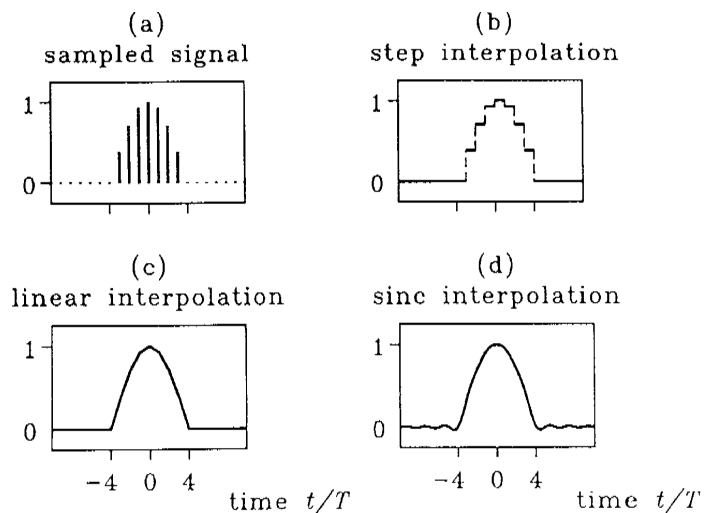 (a)
sampled signal
1
0
(b)
step interpolation
1
0
(c)
linear interpolation
1
0
-4 0 4
time t/T
(d)
sinc interpolation
1
0
-4 0 4
time t/T